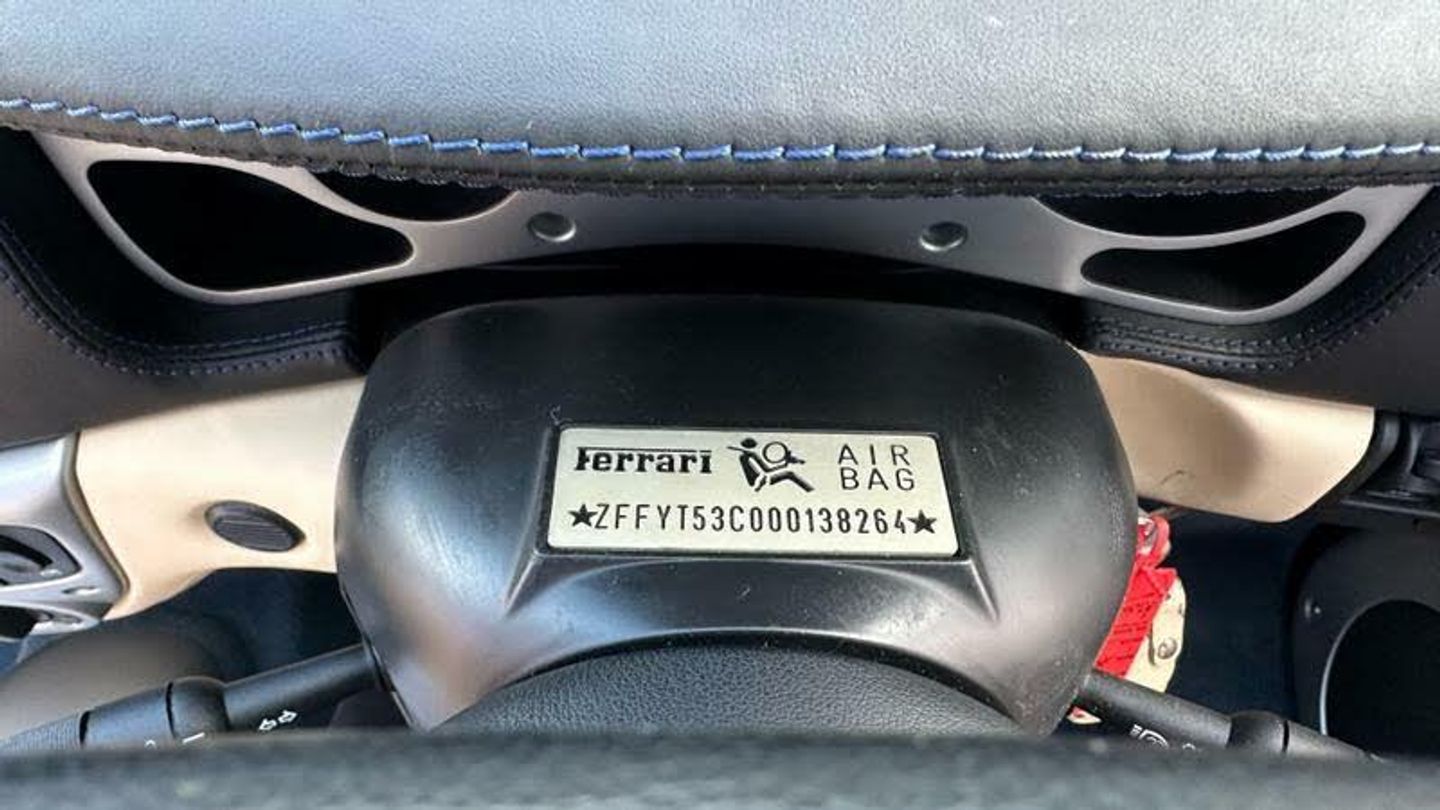 Ferrari AIR BAG
★ZFFYT53C000138264★